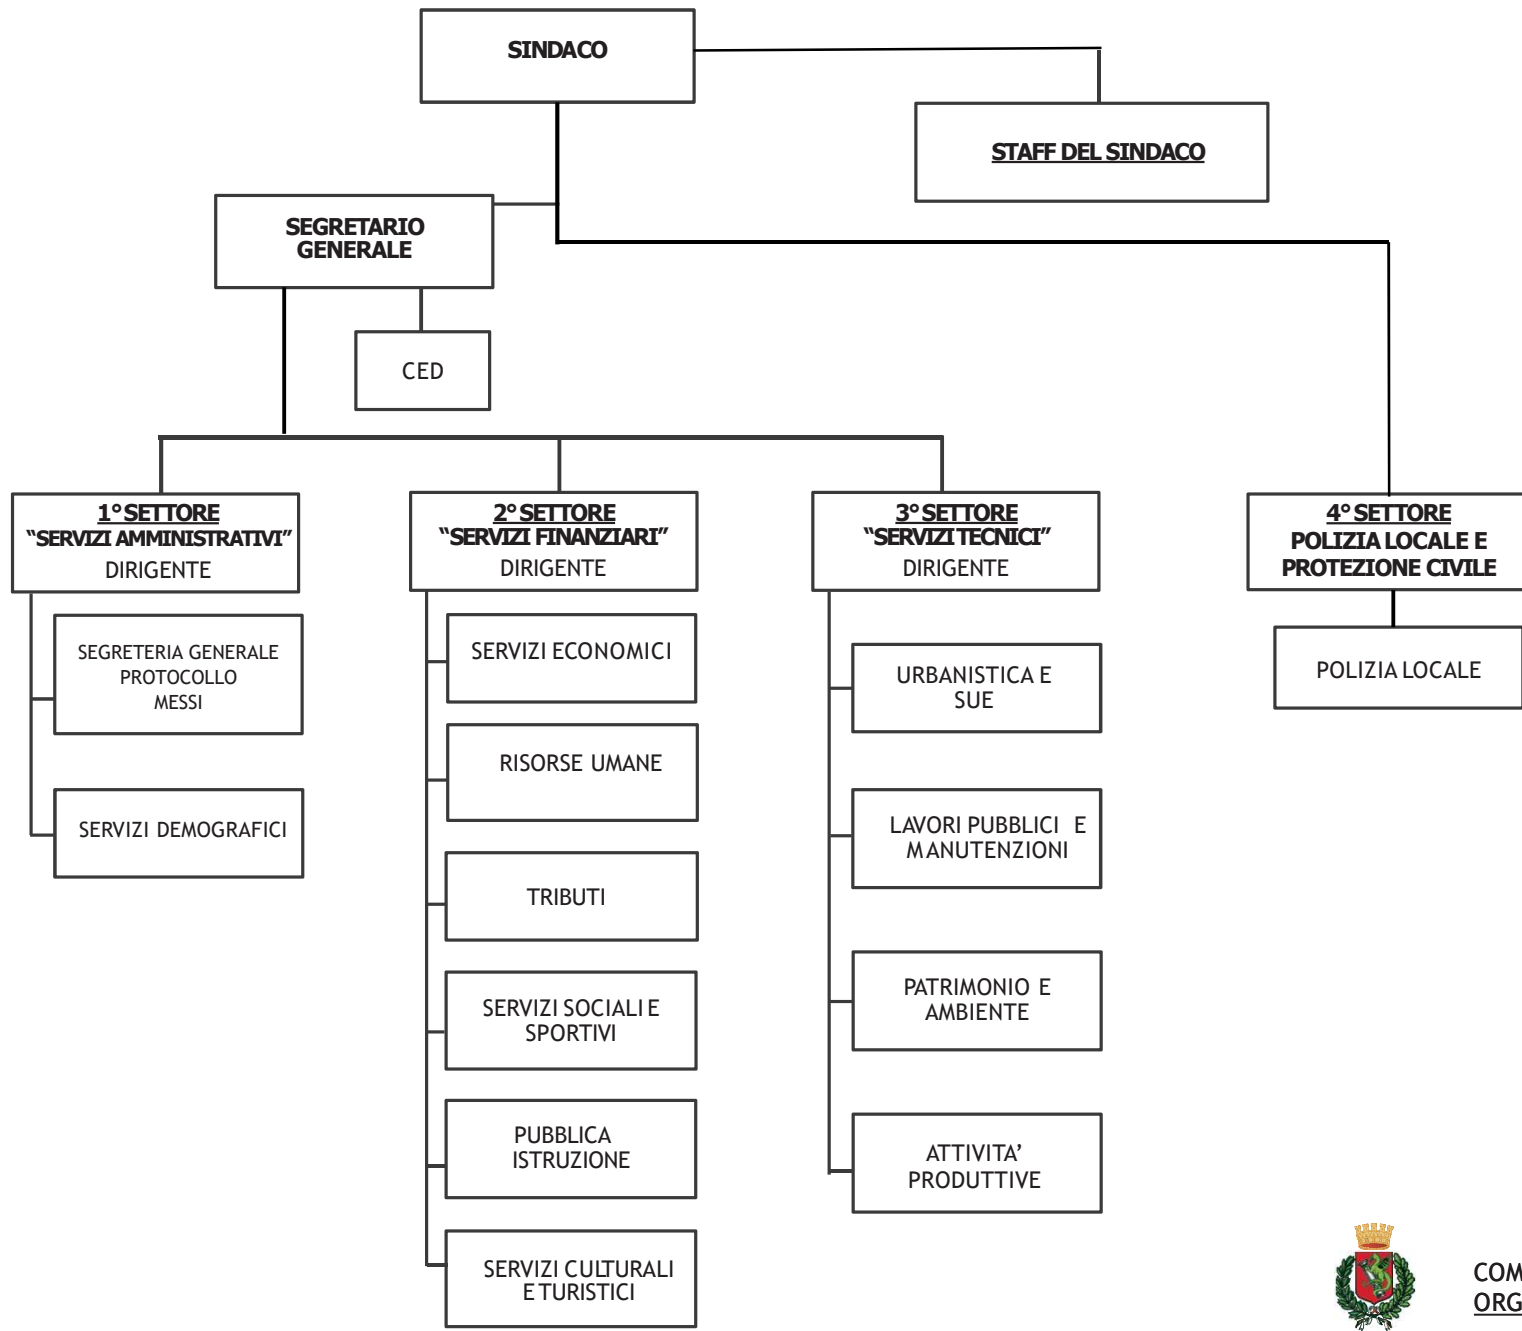 SINDACO
STAFF DEL SINDACO
SEGRETARIO
GENERALE
CED
1° SETTORE
“SERVIZI AMMINISTRATIVI”
DIRIGENTE
SEGRETERIA GENERALE
PROTOCOLLO
MESSI
SERVIZI DEMOGRAFICI
2° SETTORE
“SERVIZI FINANZIARI”
DIRIGENTE
SERVIZI ECONOMICI
RISORSE UMANE
TRIBUTI
SERVIZI SOCIALI E
SPORTIVI
PUBBLICA
ISTRUZIONE
SERVIZI CULTURALI
E TURISTICI
3° SETTORE
“SERVIZI TECNICI”
DIRIGENTE
URBANISTICA E
SUE
LAVORI PUBBLICI E
MANUTENZIONI
PATRIMONIO E
AMBIENTE
ATTIVITA’
PRODUTTIVE
4° SETTORE
POLIZIA LOCALE E
PROTEZIONE CIVILE
POLIZIA LOCALE
COM
ORG